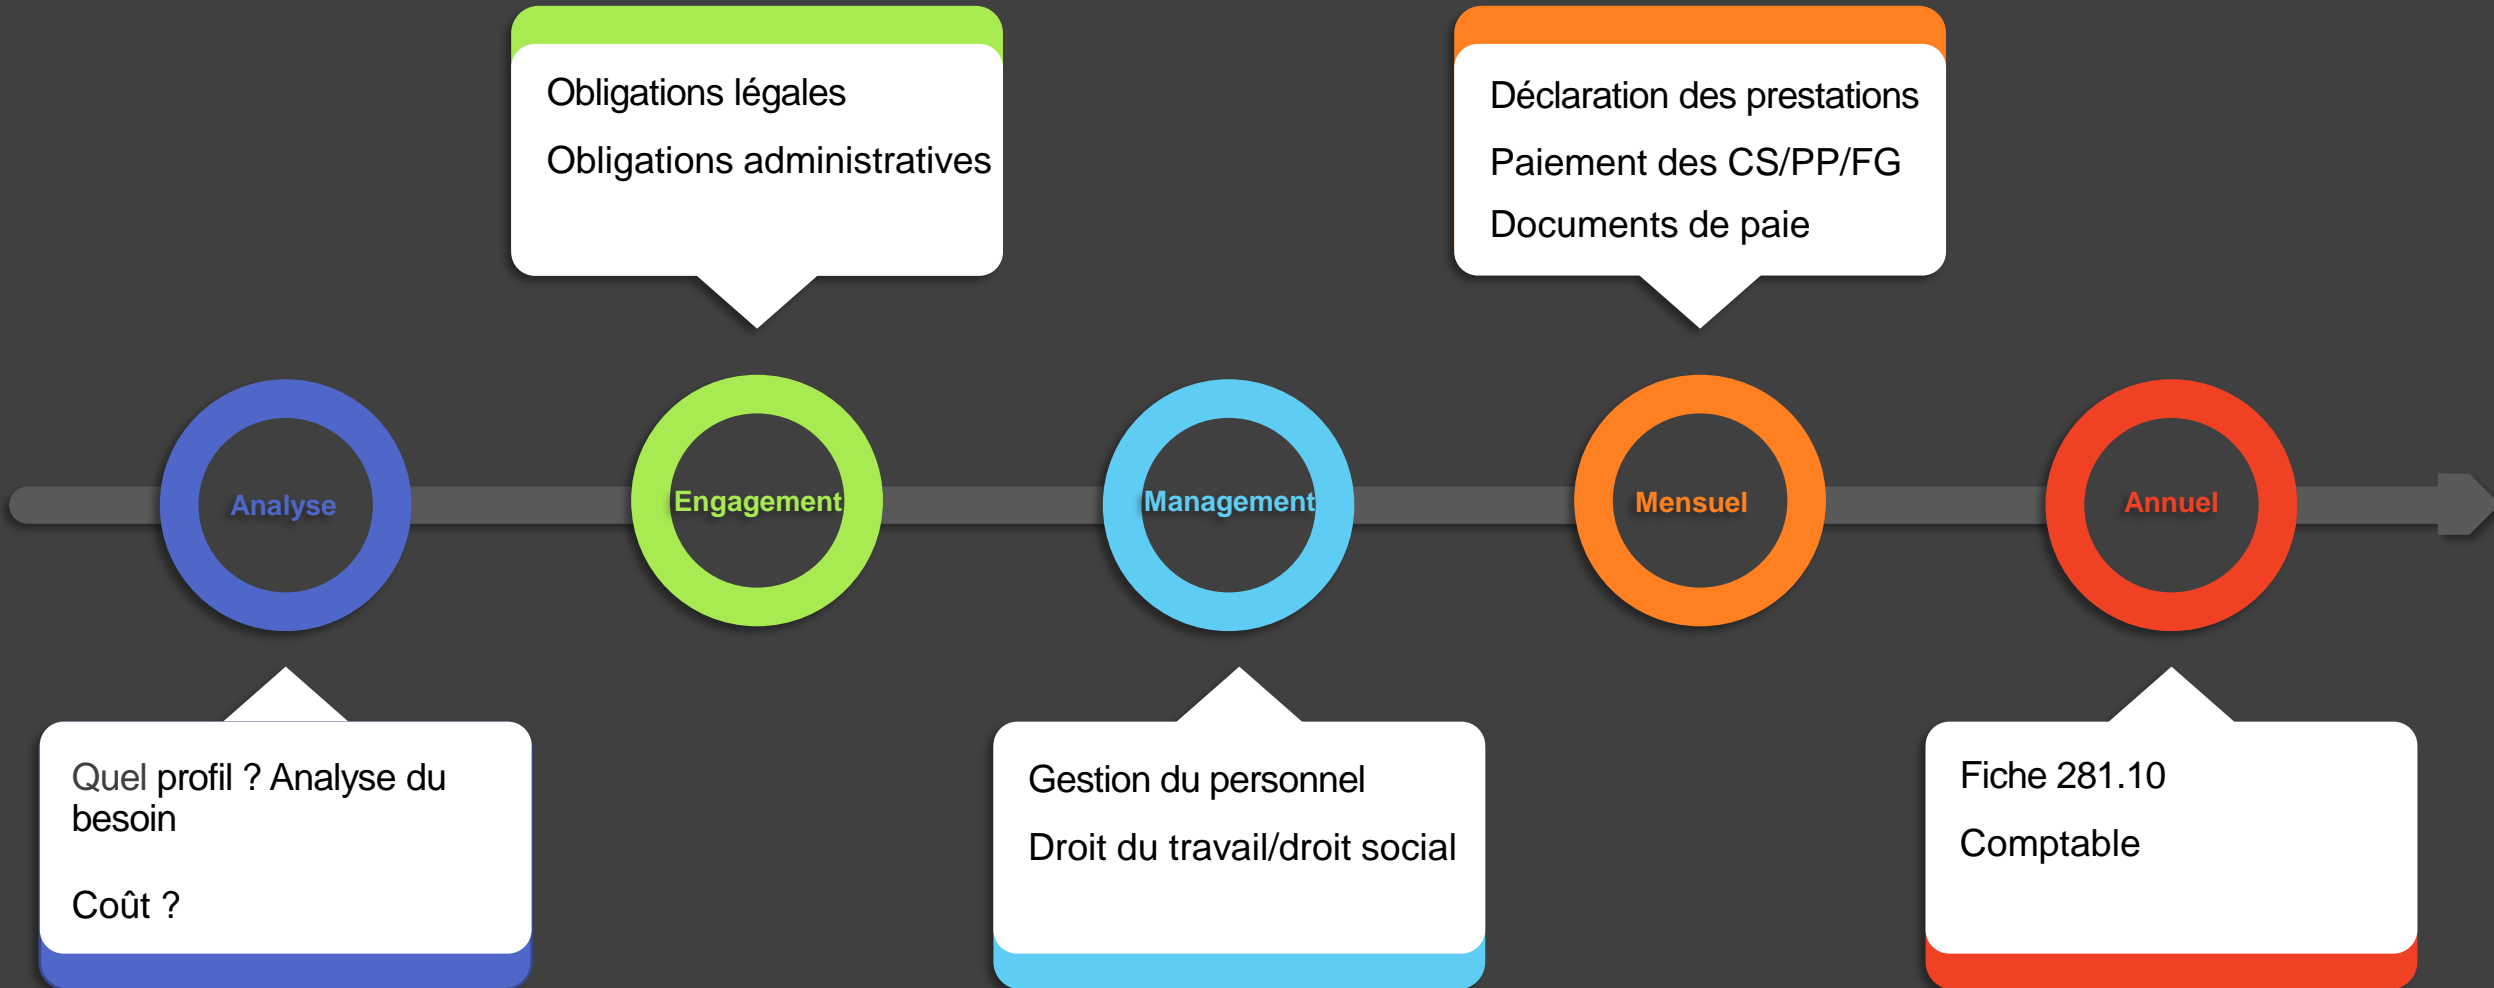 Obligations légales
Obligations administratives
Déclaration des prestations
Paiement des CS/PP/FG
Documents de paie
Analyse
Engagement
Management
Mensuel
Annuel
Quel profil ? Analyse du
besoin
Coût ?
Gestion du personnel
Droit du travail/droit social
Fiche 281.10
Comptable